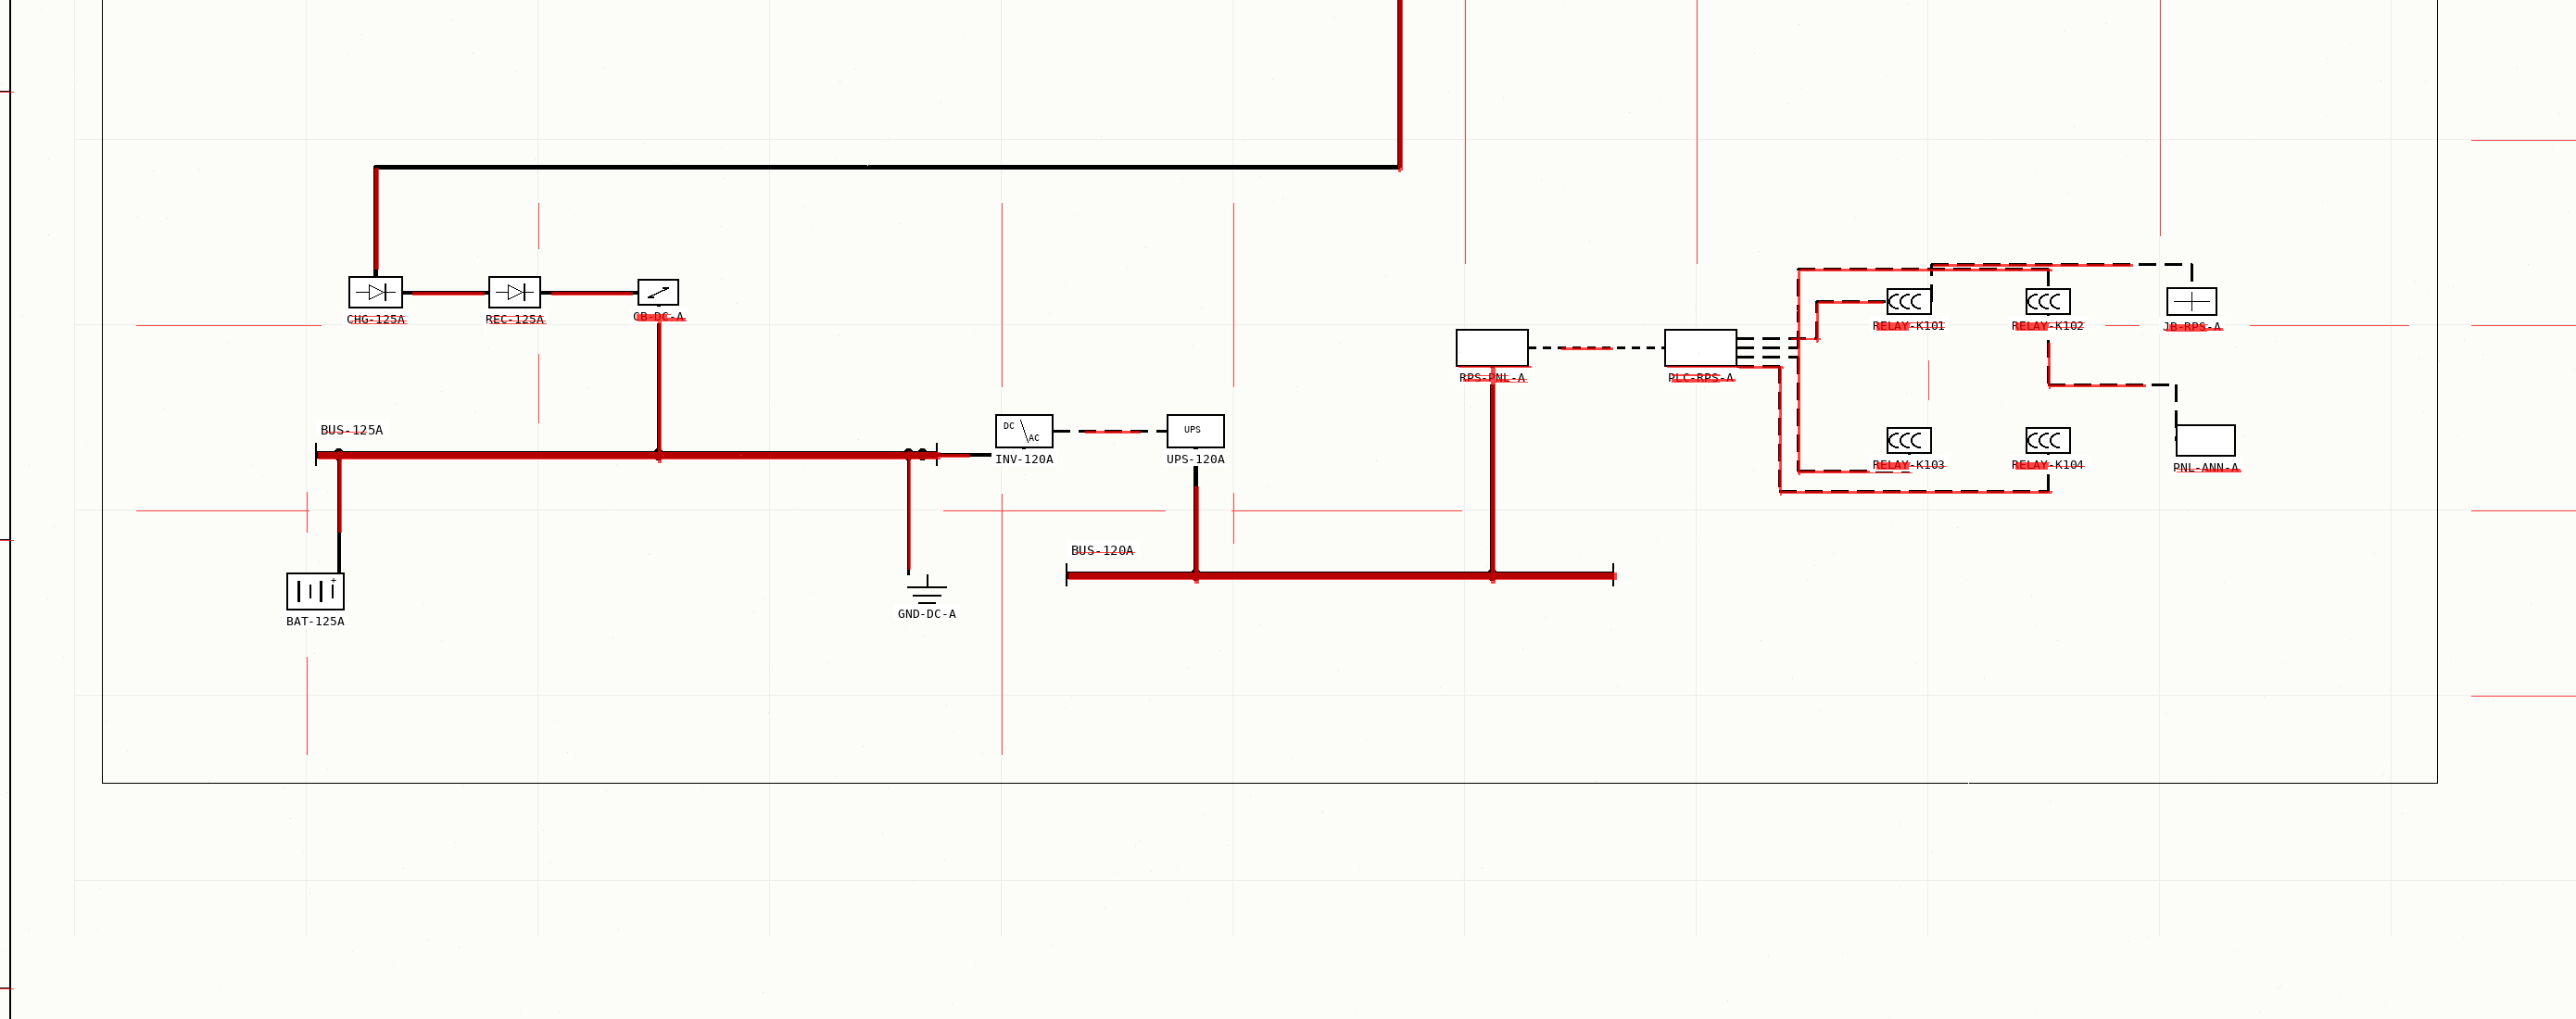 CHG-125A
REC-125A
CB-DC-A
RELAY-K101
RELAY-K102
JB-RPS-A
RPS-PNL-A
PLC-RPS-A
BUS-125A
DC
AC
INV-120A
UPS
UPS-120A
RELAY-K103
RELAY-K104
PNL-ANN-A
BUS-120A
+
BAT-125A
GND-DC-A